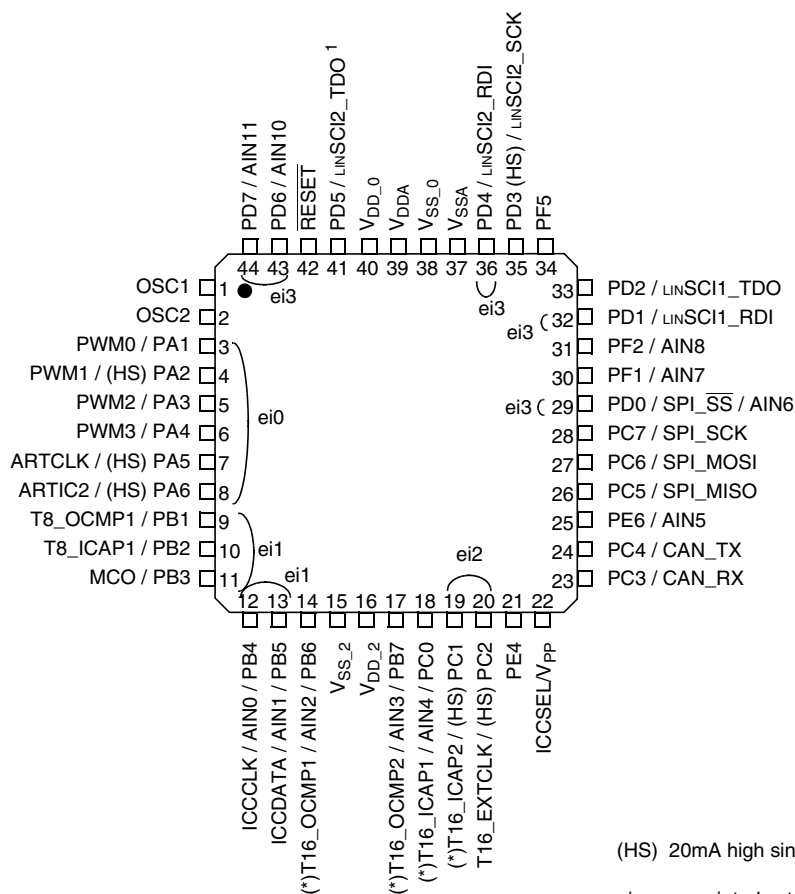 PD7 / AIN11
PD6 / AIN10
RESET
PD5 / LINSCI2_TDO 1
VDD_0
VDDA
VSS_0
VSSA
PD4 / LINSCI2_RDI
PD3 (HS) / LINSCI2_SCK
PF5
44 43 42 41 40 39 38 37 36 35 34
ei3
ei3
OSC1 1
OSC2 2
PWM0 / PA1 3
PWM1 / (HS) PA2 4
PWM2 / PA3 5
PWM3 / PA4 6
ARTCLK / (HS) PA5 7
ARTIC2 / (HS) PA6 8
T8_OCMP1 / PB1 9
T8_ICAP1 / PB2 10
MCO / PB3 11
ei0
ei1
ei1
ei2
33 PD2 / LINSCI1_TDO
ei3 32 PD1 / LINSCI1_RDI
31 PF2 / AIN8
30 PF1 / AIN7
ei3 29 PD0 / SPI_SS / AIN6
28 PC7 / SPI_SCK
27 PC6 / SPI_MOSI
26 PC5 / SPI_MISO
25 PE6 / AIN5
24 PC4 / CAN_TX
23 PC3 / CAN_RX
12 13 14 15 16 17 18 19 20 21 22
ICCCLK / AIN0 / PB4
ICCDATA / AIN1 / PB5
(*)T16_OCMP1 / AIN2 / PB6
VSS_2
VDD_2
(*)T16_OCMP2 / AIN3 / PB7
(*)T16_ICAP1 / AIN4 / PC0
(*)T16_ICAP2 / (HS) PC1
T16_EXTCLK / (HS) PC2
PE4
ICCSEL/VPP
(HS) 20mA high sin